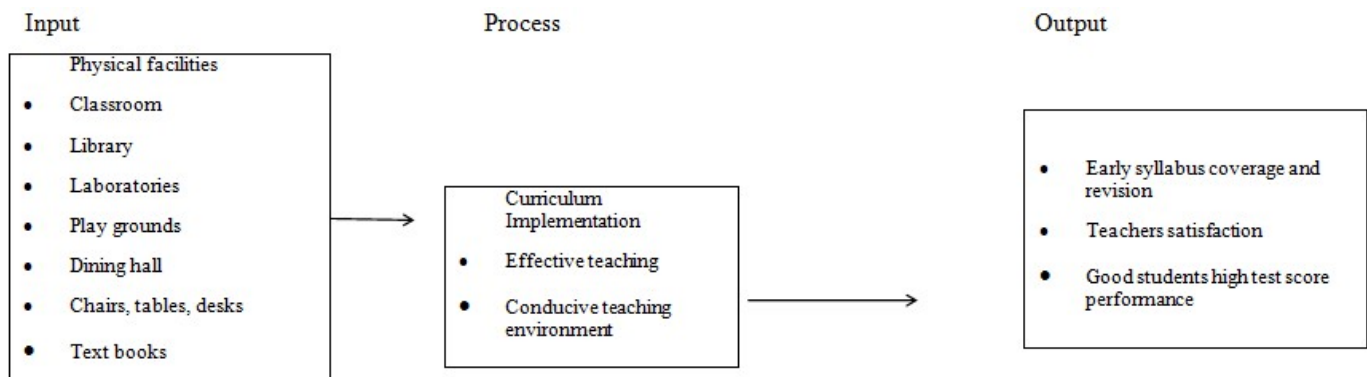 Input
Process
Output
Physical facilities
• Classroom
• Library
• Laboratories
• Play grounds
• Dining hall
• Chairs, tables, desks
• Text books
Curriculum
Implementation
• Effective teaching
• Conducive teaching
environment
• Early syllabus coverage and
revision
• Teachers satisfaction
• Good students high test score
performance